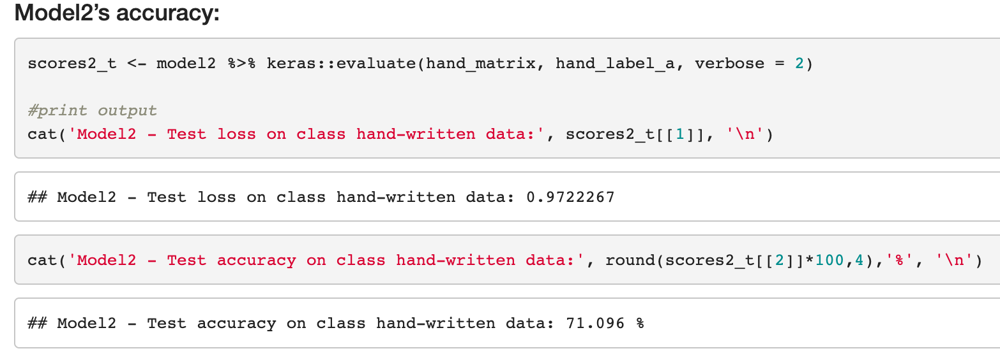 Model2’s accuracy:
scores2_t <- model2 %>% keras::evaluate(hand_matrix, hand_label_a, verbose = 2)
#print output
cat('Model2 - Test loss on class hand-written data:', scores2_t[[1]], '\n')
## Model2 - Test loss on class hand-written data: 0.9722267
cat('Model2 - Test accuracy on class hand-written data:', round(scores2_t[[2]]*100,4),'%', '\n')
## Model2 - Test accuracy on class hand-written data: 71.096 %